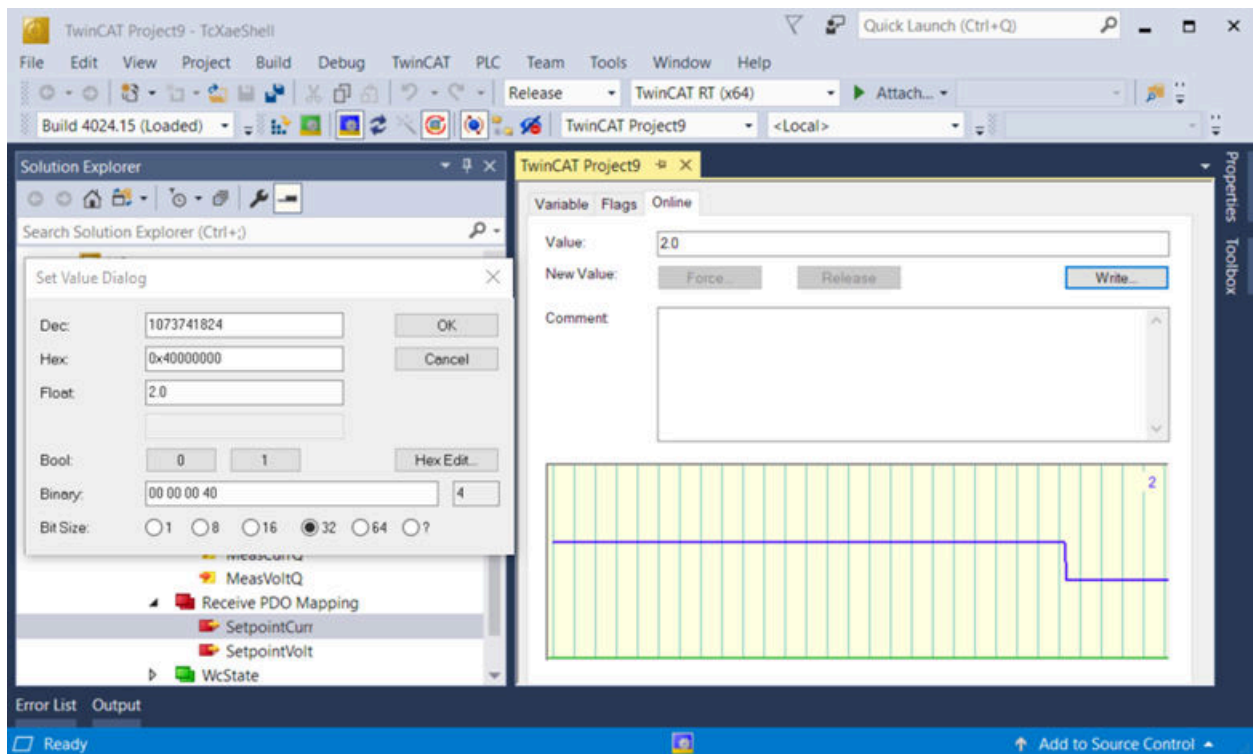 TwinCAT Project9 - TcXaeShell
Quick Launch (Ctrl+Q)
File Edit View Project Build Debug TwinCAT PLC Team Tools Window Help
Release TwinCAT RT (x64) Attach...
Build 4024.15 (Loaded) TwinCAT Project9 <Local>
Solution Explorer
Search Solution Explorer (Ctrl+;)
Set Value Dialog
Dec: 1073741824 OK
Hex: 0x40000000 Cancel
Float: 2.0
Bool: 0 1 Hex Edit...
Binary: 00 00 00 40 4
Bit Size: 1 8 16 32 64 ?
MeasCurrQ
MeasVoltQ
Receive PDO Mapping
SetpointCurr
SetpointVolt
WcState
TwinCAT Project9
Variable Flags Online
Value: 2.0
New Value: Force... Release Write...
Comment:
2
Properties
Toolbox
Error List Output
Ready Add to Source Control